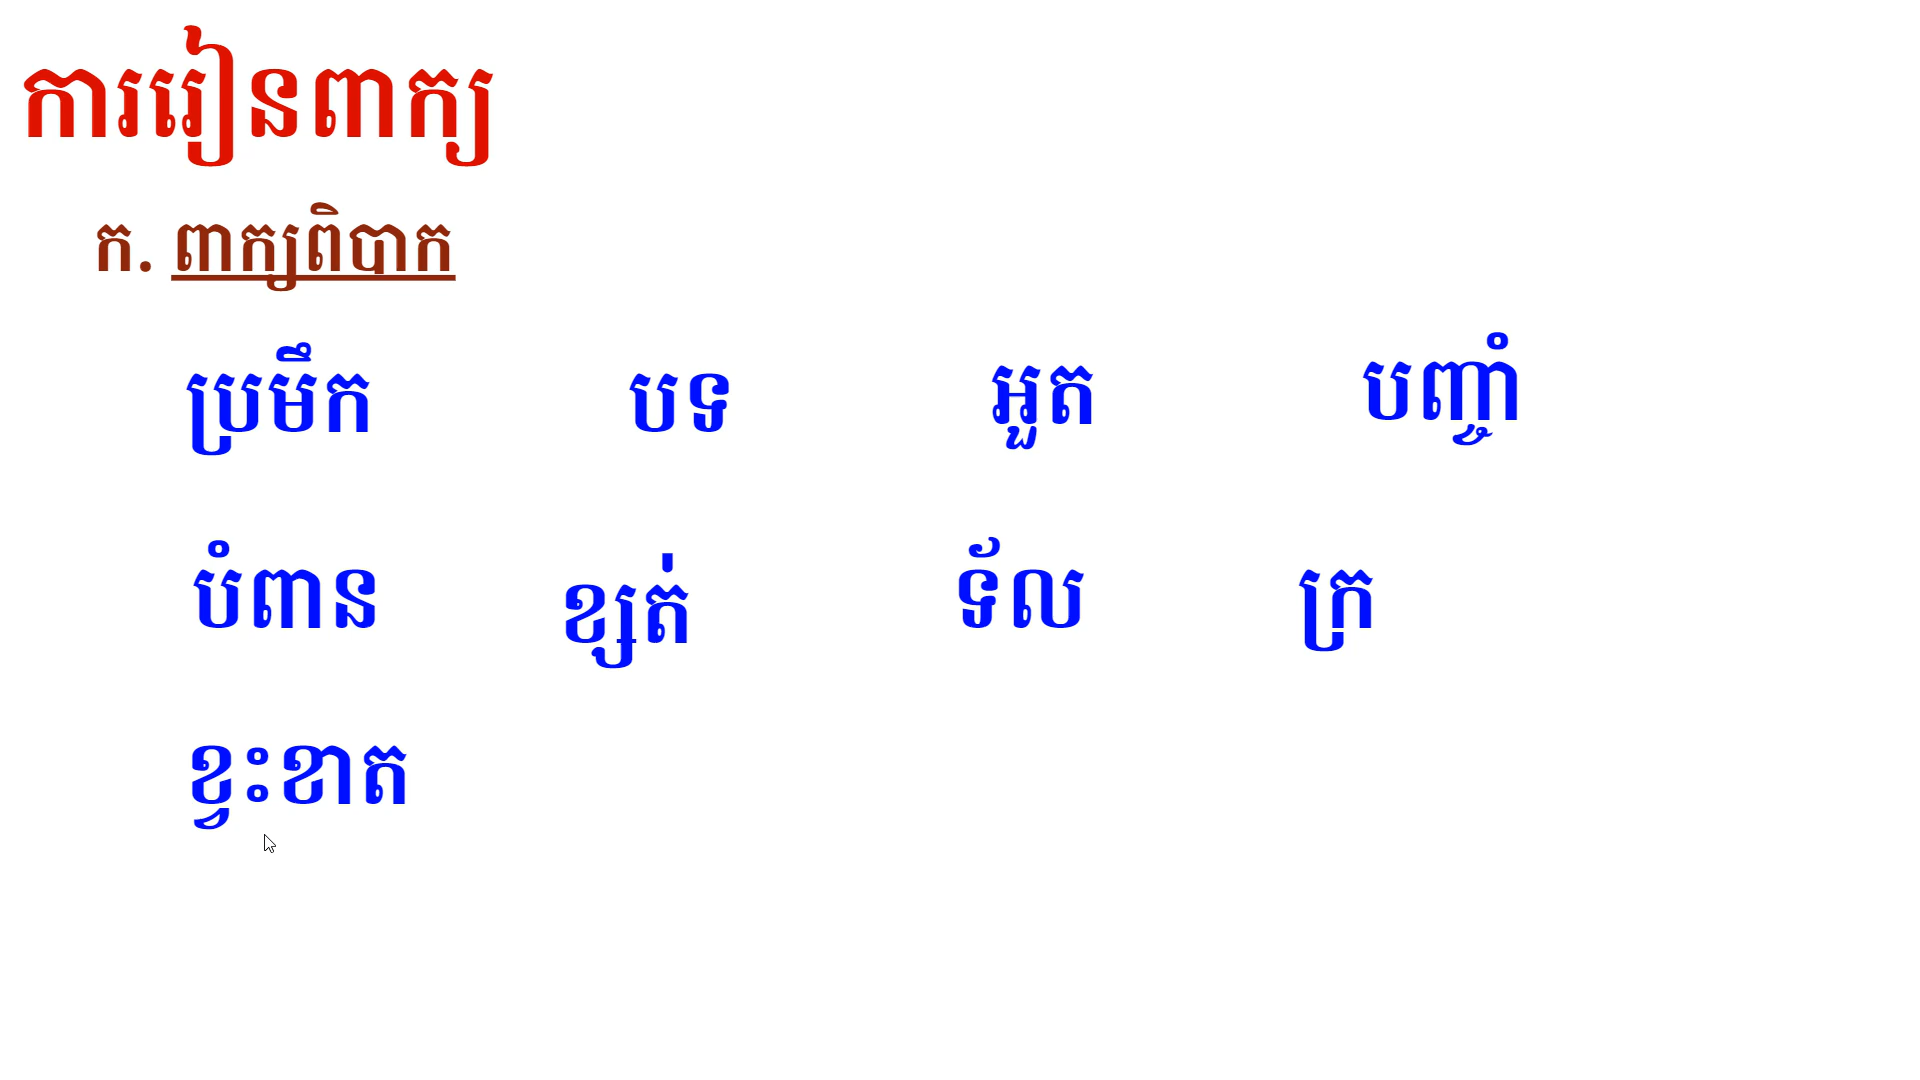 ការរៀនពាក្យ
ក. ពាក្យពិបាក
ប្រមឹក បទ អួត បញ្ចាំ
បំពាន ខ្សត់ ទ័ល ក្រ
ខ្វះខាត